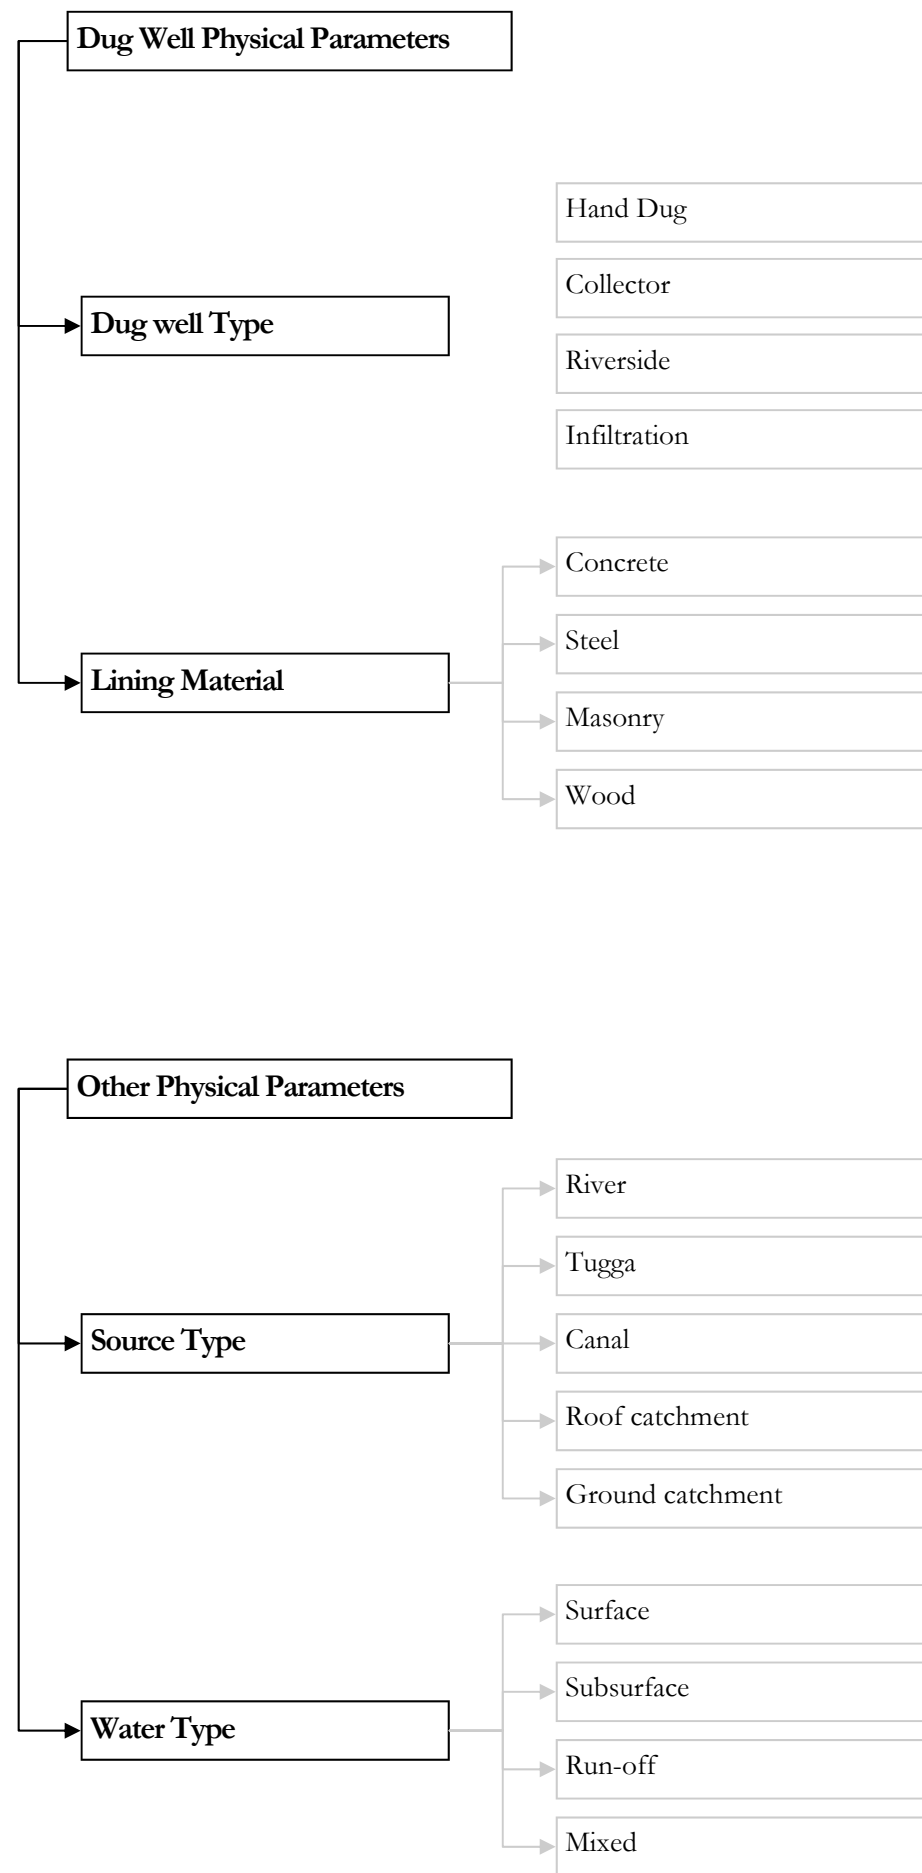 Dug Well Physical Parameters
Hand Dug
Collector
Dug well Type
Riverside
Infiltration
Concrete
Steel
Lining Material
Masonry
Wood
Other Physical Parameters
River
Tugga
Source Type
Canal
Roof catchment
Ground catchment
Surface
Subsurface
Water Type
Run-off
Mixed